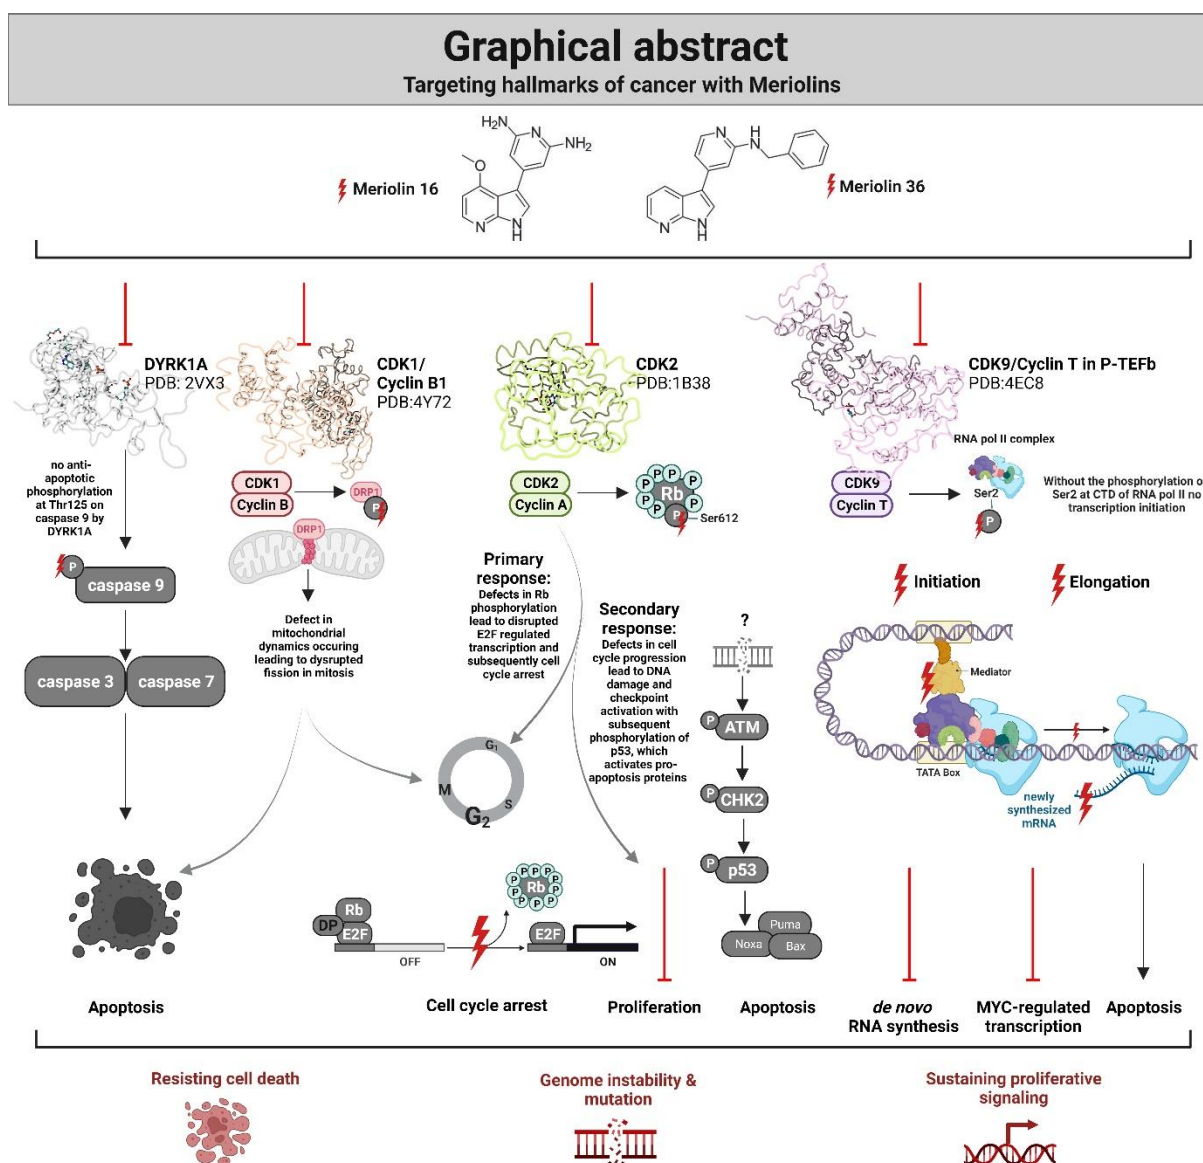 Graphical abstract
Targeting hallmarks of cancer with Meriolins
H₂N
N
NH₂
O
N
N
H
Meriolin 16
N
H
N
N
N
H
Meriolin 36
DYRK1A
PDB: 2VX3
CDK1/
Cyclin B1
PDB:4Y72
CDK2
PDB:1B38
CDK9/Cyclin T in P-TEFb
PDB:4EC8
no anti-
apoptotic
phosphorylation
at Thr125 on
caspase 9 by
DYRK1A
P
caspase 9
caspase 3
caspase 7
Apoptosis
CDK1
Cyclin B
DRP1
P
DRP1
Defect in
mitochondrial
dynamics occuring
leading to dysrupted
fission in mitosis
CDK2
Cyclin A
P
P
P
P
P
P
P
P
Rb
P
Ser612
Primary
response:
Defects in Rb
phosphorylation
lead to disrupted
E2F regulated
transcription and
subsequently cell
cycle arrest
G₁
S
G₂
M
Secondary
response:
Defects in cell
cycle progression
lead to DNA
damage and
checkpoint
activation with
subsequent
phosphorylation of
p53, which
activates pro-
apoptosis proteins
?
P
ATM
P
CHK2
P
p53
Puma
Noxa
Bax
Rb
DP
E2F
OFF
P
P
P
P
P
P
P
P
P
P
Rb
E2F
ON
Cell cycle arrest
Proliferation
Apoptosis
CDK9
Cyclin T
RNA pol II complex
Ser2
P
Without the phosphorylation o
Ser2 at CTD of RNA pol II no
transcription initiation
Initiation
Elongation
Mediator
TATA Box
newly
synthesized
mRNA
de novo
RNA synthesis
MYC-regulated
transcription
Apoptosis
Resisting cell death
Genome instability &
mutation
Sustaining proliferative
signaling